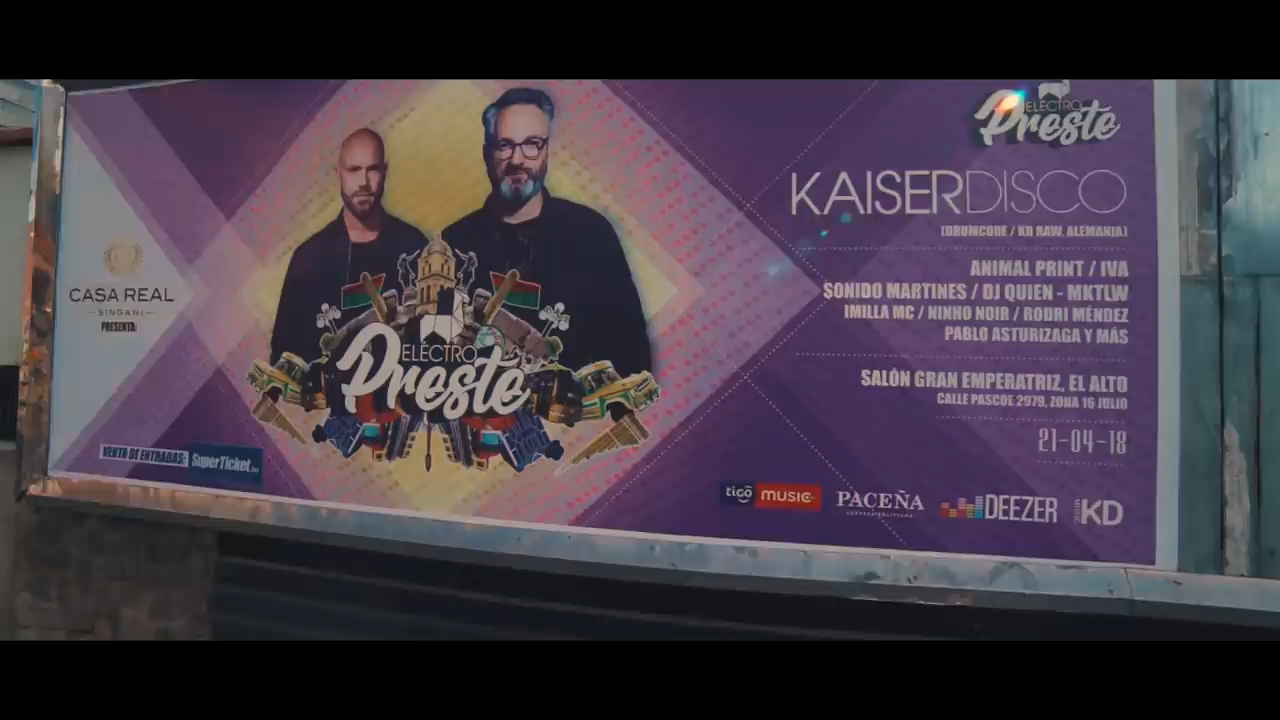 CASA REAL
SINGANI
PRESENTA:
ELECTRO
Preste
VENTA DE ENTRADAS: SuperTicket.bo
ELECTRO
Preste
KAISERDISCO
(DRUMCODE / KD RAW. ALEMANIA)
ANIMAL PRINT / IVA
SONIDO MARTINES / DJ QUIEN - MKTLW
IMILLA MC / NINHO NOIR / RODRI MÉNDEZ
PABLO ASTURIZAGA Y MÁS
SALÓN GRAN EMPERATRIZ, EL ALTO
CALLE PASCOE 2979, ZONA 16 JULIO
21-04-18
tigo music PACEÑA DEEZER KD